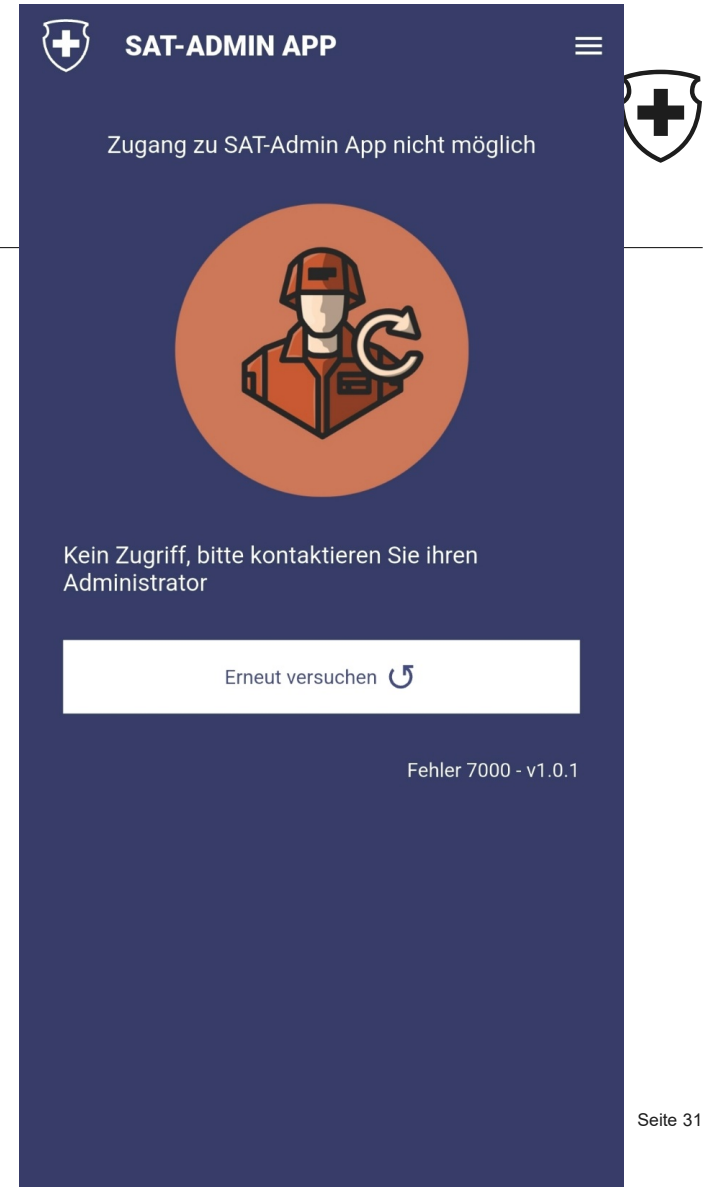 SAT-ADMIN APP
Zugang zu SAT-Admin App nicht möglich
Kein Zugriff, bitte kontaktieren Sie ihren
Administrator
Erneut versuchen
Fehler 7000 - v1.0.1
Seite 31